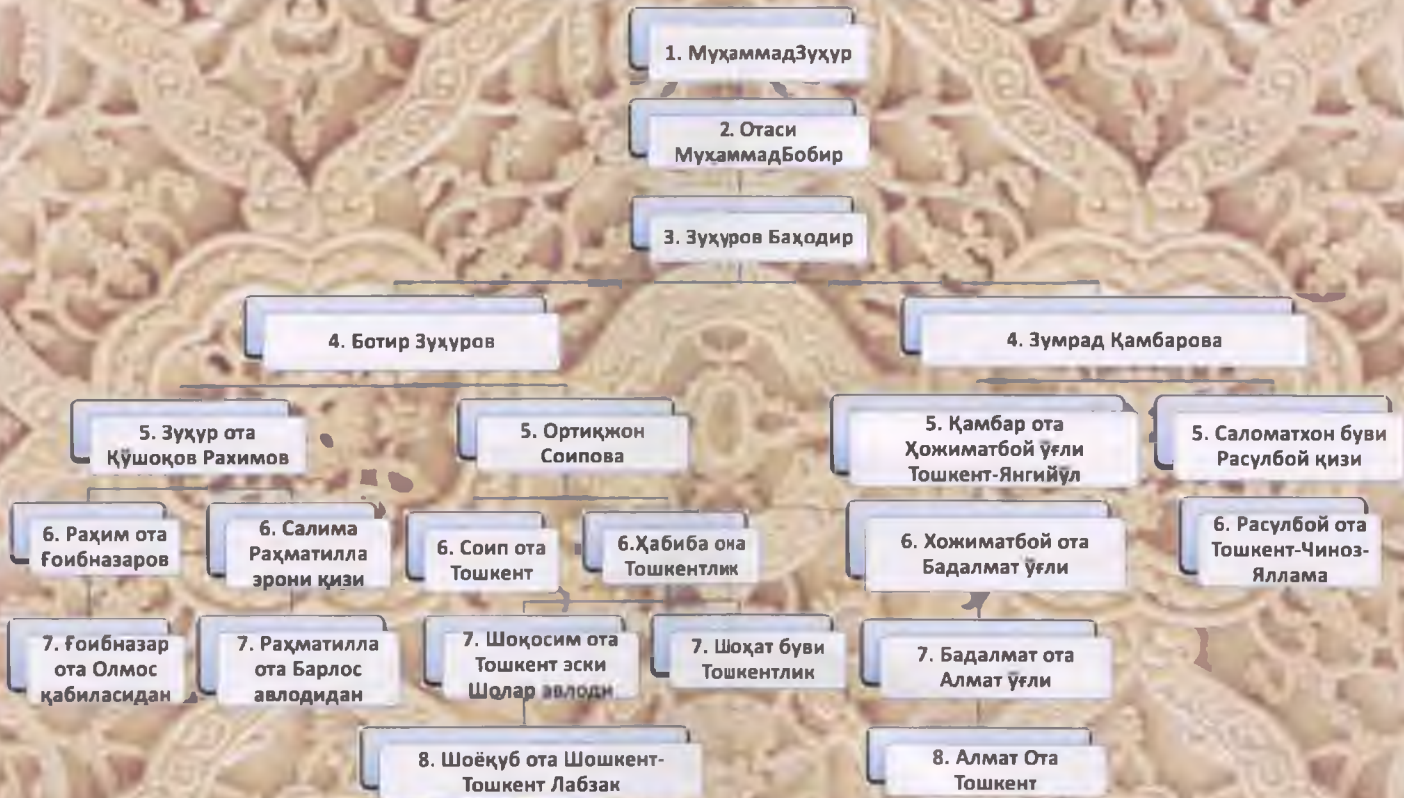 1. МуҳаммадЗуҳур
2. Отаси
МуҳаммадБобир
3. Зуҳуров Баҳодир
4. Ботир Зуҳуров
4. Зумрад Қамбарова
5. Зуҳур ота
Қўшоқов Рахимов
5. Ортиқжон
Соипова
5. Қамбар ота
Ҳожиматбой ўғли
Тошкент-Янгийўл
5. Саломатхон буви
Расулбой қизи
6. Раҳим ота
Ғоибназаров
6. Салима
Раҳматилла
эрони қизи
6. Соип ота
Тошкент
6.Ҳабиба она
Тошкентлик
6. Хожиматбой ота
Бадалмат ўғли
6. Расулбой ота
Тошкент-Чиноз-
Яллама
7. Ғоибназар
ота Олмос
қабиласидан
7. Раҳматилла
ота Барлос
авлодидан
7. Шоқосим ота
Тошкент эски
Шолар авлоди
7. Шоҳат буви
Тошкентлик
7. Бадалмат ота
Алмат ўғли
8. Шоёқуб ота Шошкент-
Тошкент Лабзак
8. Алмат Ота
Тошкент